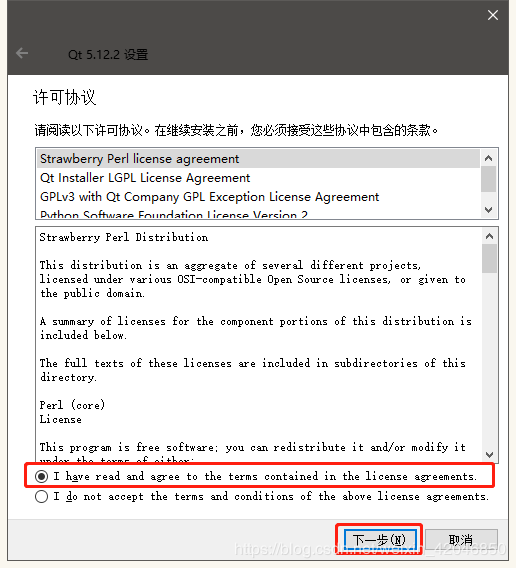 Qt 5.12.2 设置
许可协议
请阅读以下许可协议。在继续安装之前，您必须接受这些协议中包含的条款。
Strawberry Perl license agreement
Qt Installer LGPL License Agreement
GPLv3 with Qt Company GPL Exception License Agreement
Python Software Foundation License Version 2
Strawberry Perl Distribution
This distribution is an aggregate of several different projects,
licensed under various OSI-compatible Open Source licenses, or given to
the public domain.
A summary of licenses for the component portions of this distribution is
included below.
The full texts of these licenses are included in subdirectories of this
directory.
Perl (core)
License
This program is free software; you can redistribute it and/or modify it
under the terms of either:
I have read and agree to the terms contained in the license agreements.
I do not accept the terms and conditions of the above license agreements.
下一步(N)
取消